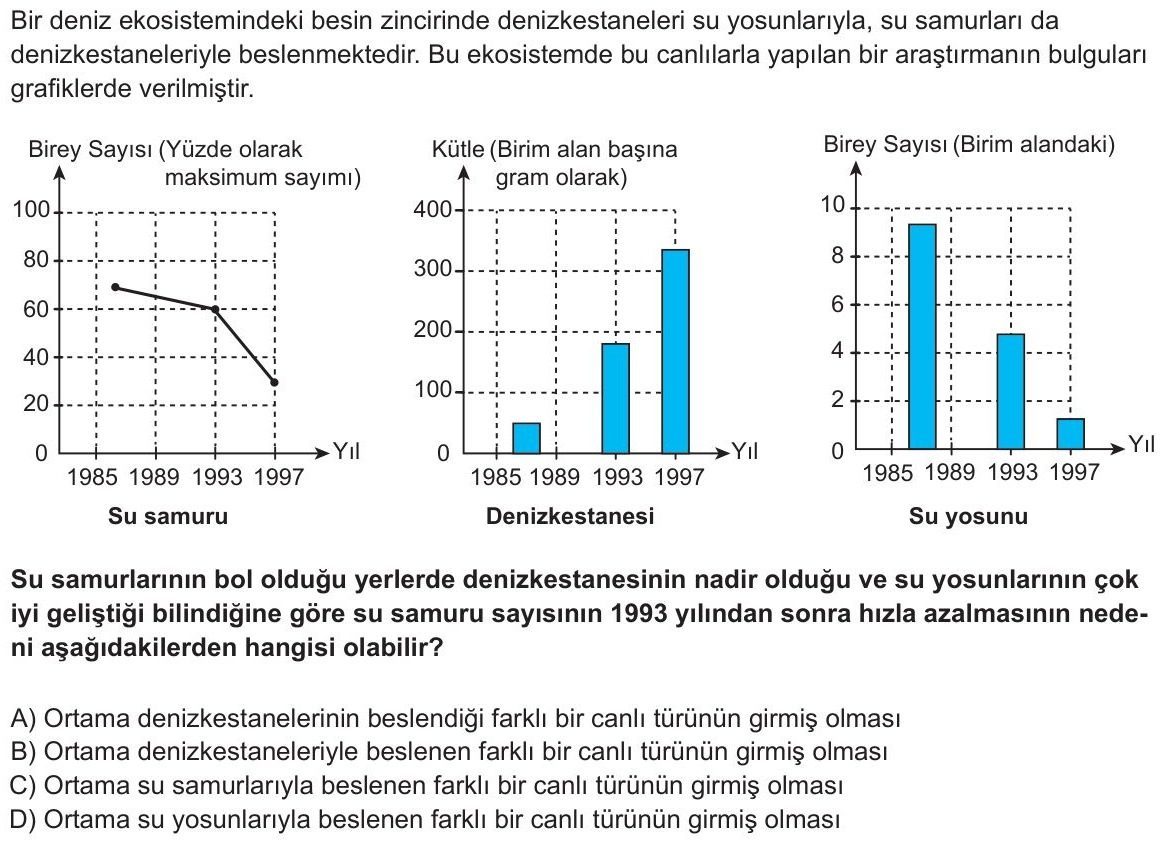 Bir deniz ekosistemindeki besin zincirinde denizkestaneleri su yosunlarıyla, su samurları da
denizkestaneleriyle beslenmektedir. Bu ekosistemde bu canlılarla yapılan bir araştırmanın bulguları
grafiklerde verilmiştir.
Birey Sayısı (Yüzde olarak
maksimum sayımı)
100
80
60
40
20
0
1985 1989 1993 1997
Yıl
Su samuru
Kütle (Birim alan başına
gram olarak)
400
300
200
100
0
1985 1989 1993 1997
Yıl
Denizkestanesi
Birey Sayısı (Birim alandaki)
10
8
6
4
2
0
1985 1989 1993 1997
Yıl
Su yosunu
Su samurlarının bol olduğu yerlerde denizkestanesinin nadir olduğu ve su yosunlarının çok
iyi geliştiği bilindiğine göre su samuru sayısının 1993 yılından sonra hızla azalmasının nede-
ni aşağıdakilerden hangisi olabilir?
A) Ortama denizkestanelerinin beslendiği farklı bir canlı türünün girmiş olması
B) Ortama denizkestaneleriyle beslenen farklı bir canlı türünün girmiş olması
C) Ortama su samurlarıyla beslenen farklı bir canlı türünün girmiş olması
D) Ortama su yosunlarıyla beslenen farklı bir canlı türünün girmiş olması